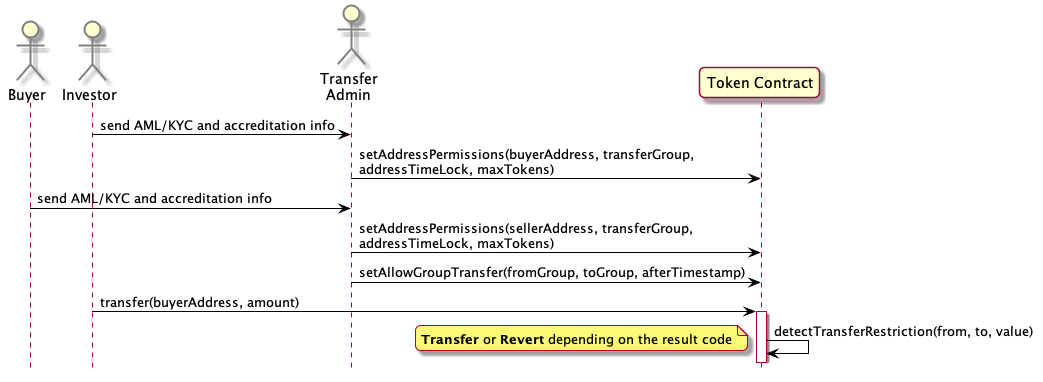 Buyer
Investor
Transfer
Admin
Token Contract
send AML/KYC and accreditation info
setAddressPermissions(buyerAddress, transferGroup,
addressTimeLock, maxTokens)
send AML/KYC and accreditation info
setAddressPermissions(sellerAddress, transferGroup,
addressTimeLock, maxTokens)
setAllowGroupTransfer(fromGroup, toGroup, afterTimestamp)
transfer(buyerAddress, amount)
detectTransferRestriction(from, to, value)
Transfer or Revert depending on the result code